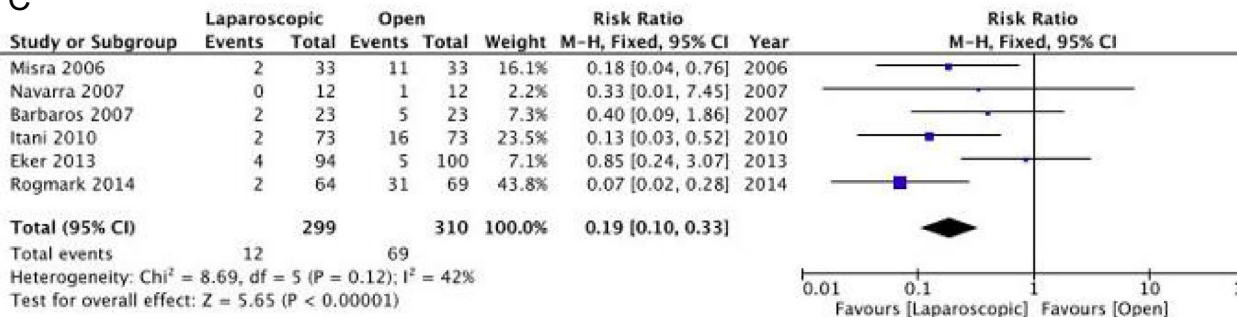 C
Laparoscopic Open Risk Ratio Risk Ratio
Study or Subgroup Events Total Events Total Weight M-H, Fixed, 95% CI Year M-H, Fixed, 95% CI
Misra 2006 2 33 11 33 16.1% 0.18 [0.04, 0.76] 2006
Navarra 2007 0 12 1 12 2.2% 0.33 [0.01, 7.45] 2007
Barbaros 2007 2 23 5 23 7.3% 0.40 [0.09, 1.86] 2007
Itani 2010 2 73 16 73 23.5% 0.13 [0.03, 0.52] 2010
Eker 2013 4 94 5 100 7.1% 0.85 [0.24, 3.07] 2013
Rogmark 2014 2 64 31 69 43.8% 0.07 [0.02, 0.28] 2014
Total (95% CI) 299 310 100.0% 0.19 [0.10, 0.33]
Total events 12 69
Heterogeneity: Chi² = 8.69, df = 5 (P = 0.12); I² = 42%
Test for overall effect: Z = 5.65 (P < 0.00001)
0.01 0.1 1 10
Favours [Laparoscopic] Favours [Open]